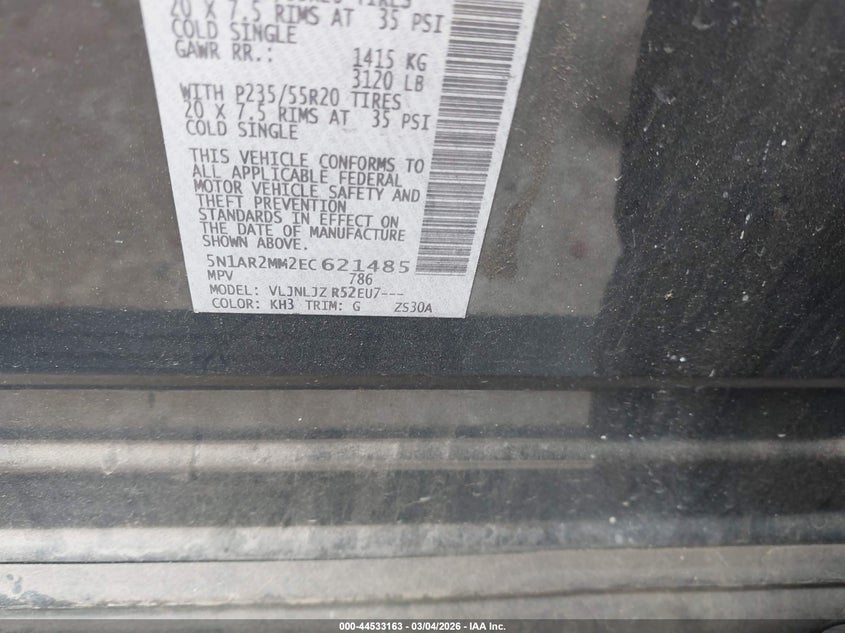 20 X 7.5 RIMS AT 35 PSI
COLD SINGLE
GAWR RR.: 1415 KG
3120 LB
WITH P235/55R20 TIRES
20 X 7.5 RIMS AT 35 PSI
COLD SINGLE
THIS VEHICLE CONFORMS TO
ALL APPLICABLE FEDERAL
MOTOR VEHICLE SAFETY AND
THEFT PREVENTION
STANDARDS IN EFFECT ON
THE DATE OF MANUFACTURE
SHOWN ABOVE.
5N1AR2MM2EC621485
MPV 786
MODEL: VLJNLJZ R52EU7---
COLOR: KH3 TRIM: G ZS30A
000-44533163 - 03/04/2026 - IAA Inc.